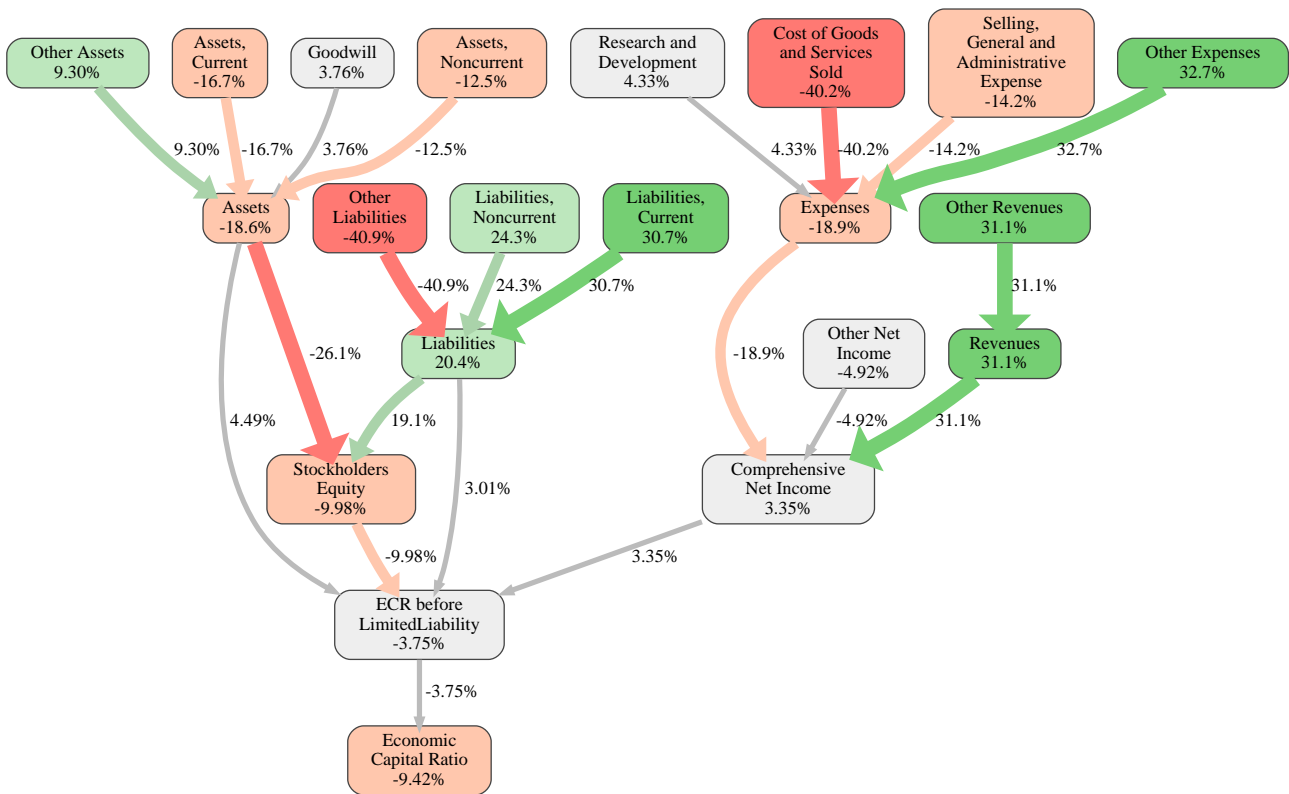 Other Assets
9.30%
Assets,
Current
-16.7%
Goodwill
3.76%
Assets,
Noncurrent
-12.5%
Research and
Development
4.33%
Cost of Goods
and Services
Sold
-40.2%
Selling,
General and
Administrative
Expense
-14.2%
Other Expenses
32.7%
9.30%
-16.7%
3.76%
-12.5%
4.33%
-40.2%
-14.2%
32.7%
Assets
-18.6%
Other
Liabilities
-40.9%
Liabilities,
Noncurrent
24.3%
Liabilities,
Current
30.7%
Expenses
-18.9%
Other Revenues
31.1%
-40.9%
24.3%
30.7%
31.1%
-26.1%
Liabilities
20.4%
-18.9%
Other Net
Income
-4.92%
Revenues
31.1%
4.49%
19.1%
-4.92%
31.1%
Stockholders
Equity
-9.98%
3.01%
Comprehensive
Net Income
3.35%
-9.98%
3.35%
ECR before
LimitedLiability
-3.75%
-3.75%
Economic
Capital Ratio
-9.42%